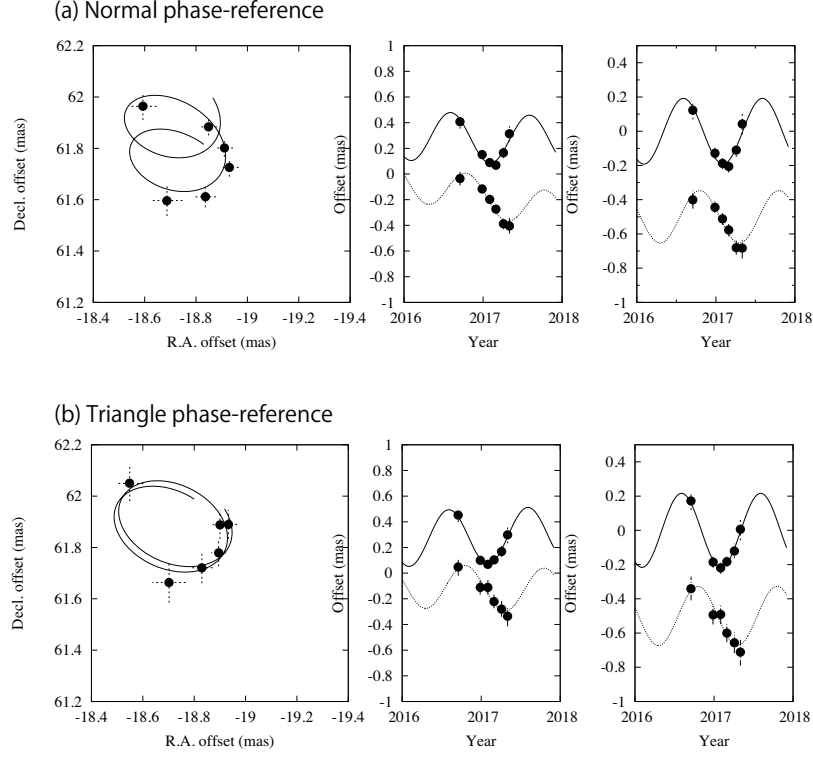 (a) Normal phase-reference
62.2
62
61.8
61.6
61.4
61.2
Decl. offset (mas)
-18.4 -18.6 -18.8 -19 -19.2 -19.4
R.A. offset (mas)
1
0.8
0.6
0.4
0.2
0
-0.2
-0.4
-0.6
-0.8
-1
Offset (mas)
2016 2017 2018
Year
0.4
0.2
0
-0.2
-0.4
-0.6
-0.8
-1
Offset (mas)
2016 2017 2018
Year
(b) Triangle phase-reference
62.2
62
61.8
61.6
61.4
61.2
Decl. offset (mas)
-18.4 -18.6 -18.8 -19 -19.2 -19.4
R.A. offset (mas)
1
0.8
0.6
0.4
0.2
0
-0.2
-0.4
-0.6
-0.8
-1
Offset (mas)
2016 2017 2018
Year
0.4
0.2
0
-0.2
-0.4
-0.6
-0.8
-1
Offset (mas)
2016 2017 2018
Year